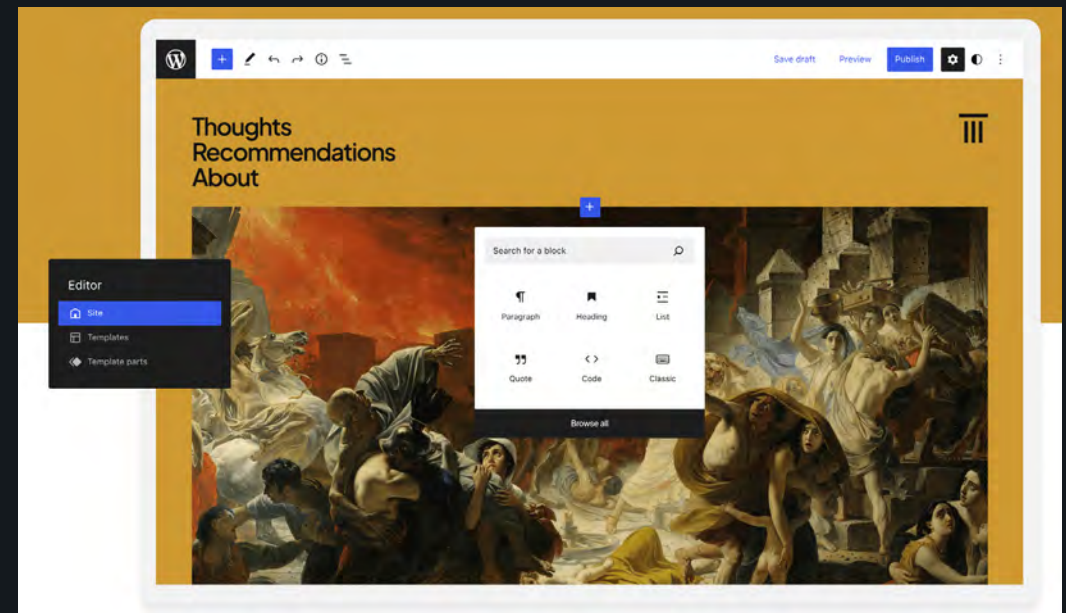 Save draft Preview Publish
Thoughts
Recommendations
About
Search for a block
Paragraph Heading List
Quote Code Classic
Browse all
Editor
Site
Templates
Template parts